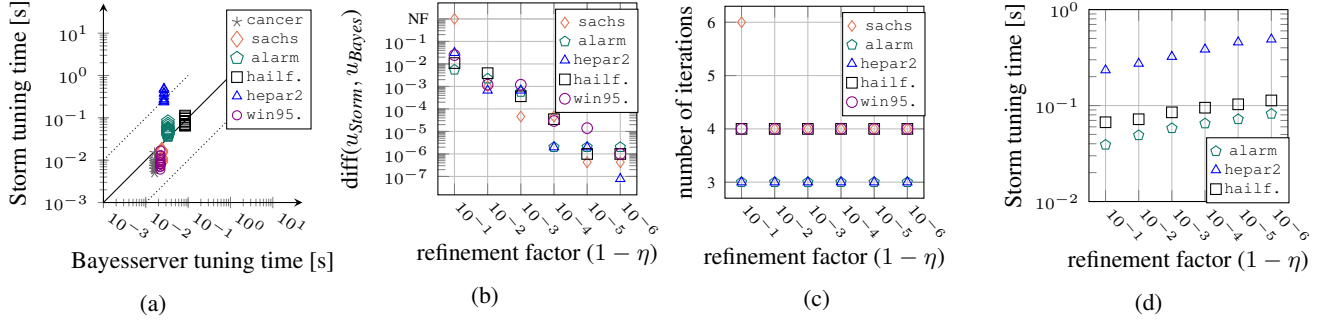 Storm tuning time [s]
10^1
10^0
10^−1
10^−2
10^−3
10^−3
10^−2
10^−1
10^0
10^1
Bayesserver tuning time [s]
cancer
sachs
alarm
hailf.
hepar2
win95.
(a)
diff(u_Storm, u_Bayes)
NF
10^−1
10^−2
10^−3
10^−4
10^−5
10^−6
10^−7
10^−1
10^−2
10^−3
10^−4
10^−5
10^−6
refinement factor (1 − η)
sachs
alarm
hepar2
hailf.
win95.
(b)
number of iterations
6
5
4
3
10^−1
10^−2
10^−3
10^−4
10^−5
10^−6
refinement factor (1 − η)
sachs
alarm
hepar2
hailf.
win95.
(c)
Storm tuning time [s]
10^0
10^−1
10^−2
10^−1
10^−2
10^−3
10^−4
10^−5
10^−6
refinement factor (1 − η)
alarm
hepar2
hailf.
(d)